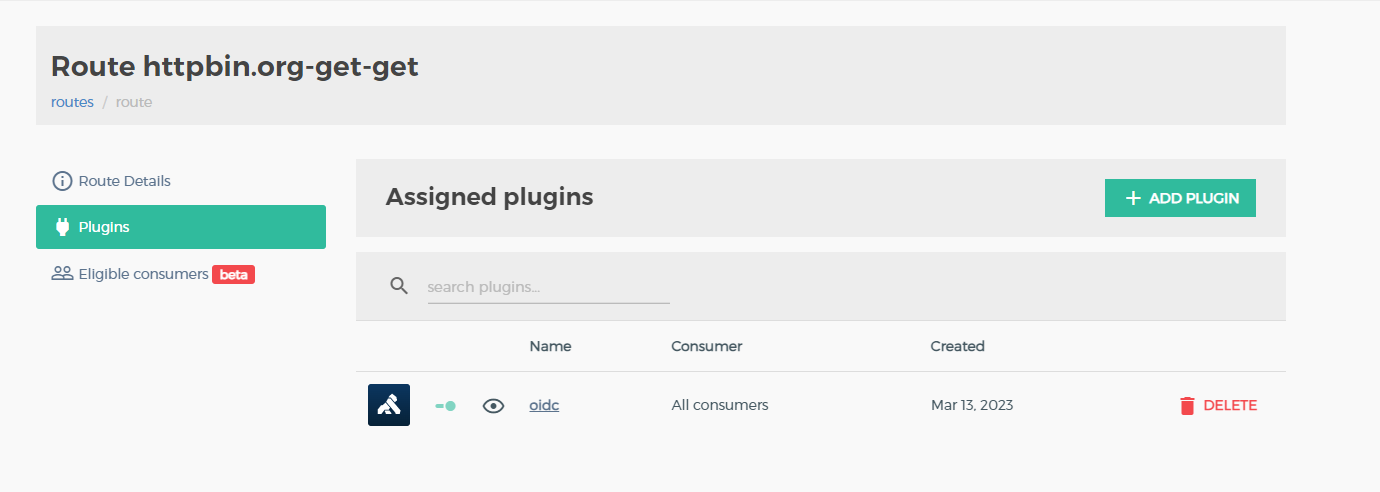 Route httpbin.org-get-get
routes / route
Route Details
Plugins
Eligible consumers beta
Assigned plugins
ADD PLUGIN
search plugins...
Name Consumer Created
oidc All consumers Mar 13, 2023 DELETE